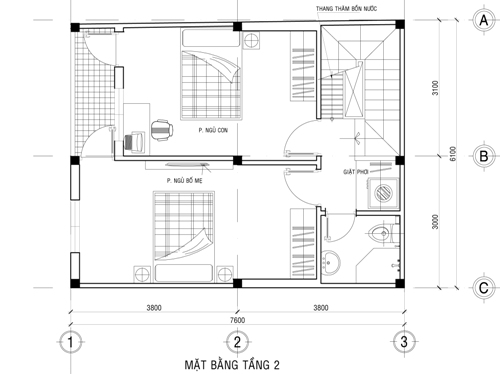 THANG THĂM BỒN NƯỚC
A
P. NGỦ CON
3100
6100
B
GIẶT PHƠI
P. NGỦ BỐ MẸ
3000
C
3800
3800
7600
1
2
3
MẶT BẰNG TẦNG 2